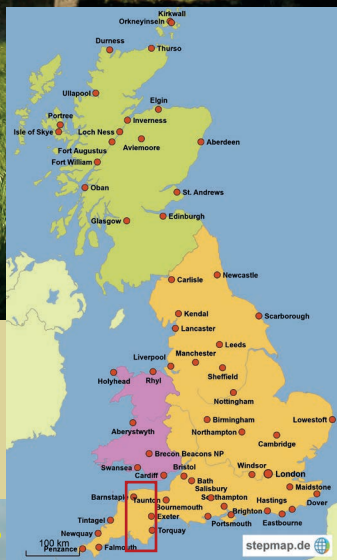 Kirkwall
Orkneyinseln
Durness
Thurso
Ullapool
Elgin
Portree
Inverness
Isle of Skye
Loch Ness
Aberdeen
Fort Augustus
Aviemore
Fort William
Oban
St. Andrews
Glasgow
Edinburgh
Carlisle
Newcastle
Kendal
Scarborough
Lancaster
Leeds
Liverpool
Manchester
Holyhead
Rhyl
Sheffield
Nottingham
Aberystwyth
Birmingham
Lowestoft
Northampton
Cambridge
Brecon Beacons NP
Swansea
Bristol
Windsor
London
Cardiff
Bath
Maidstone
Barnstaple
Taunton
Salisbury
Southampton
Hastings
Dover
Bournemouth
Brighton
Tintagel
Exeter
Portsmouth
Eastbourne
Newquay
Torquay
100 km
Penzance
Falmouth
stepmap.de